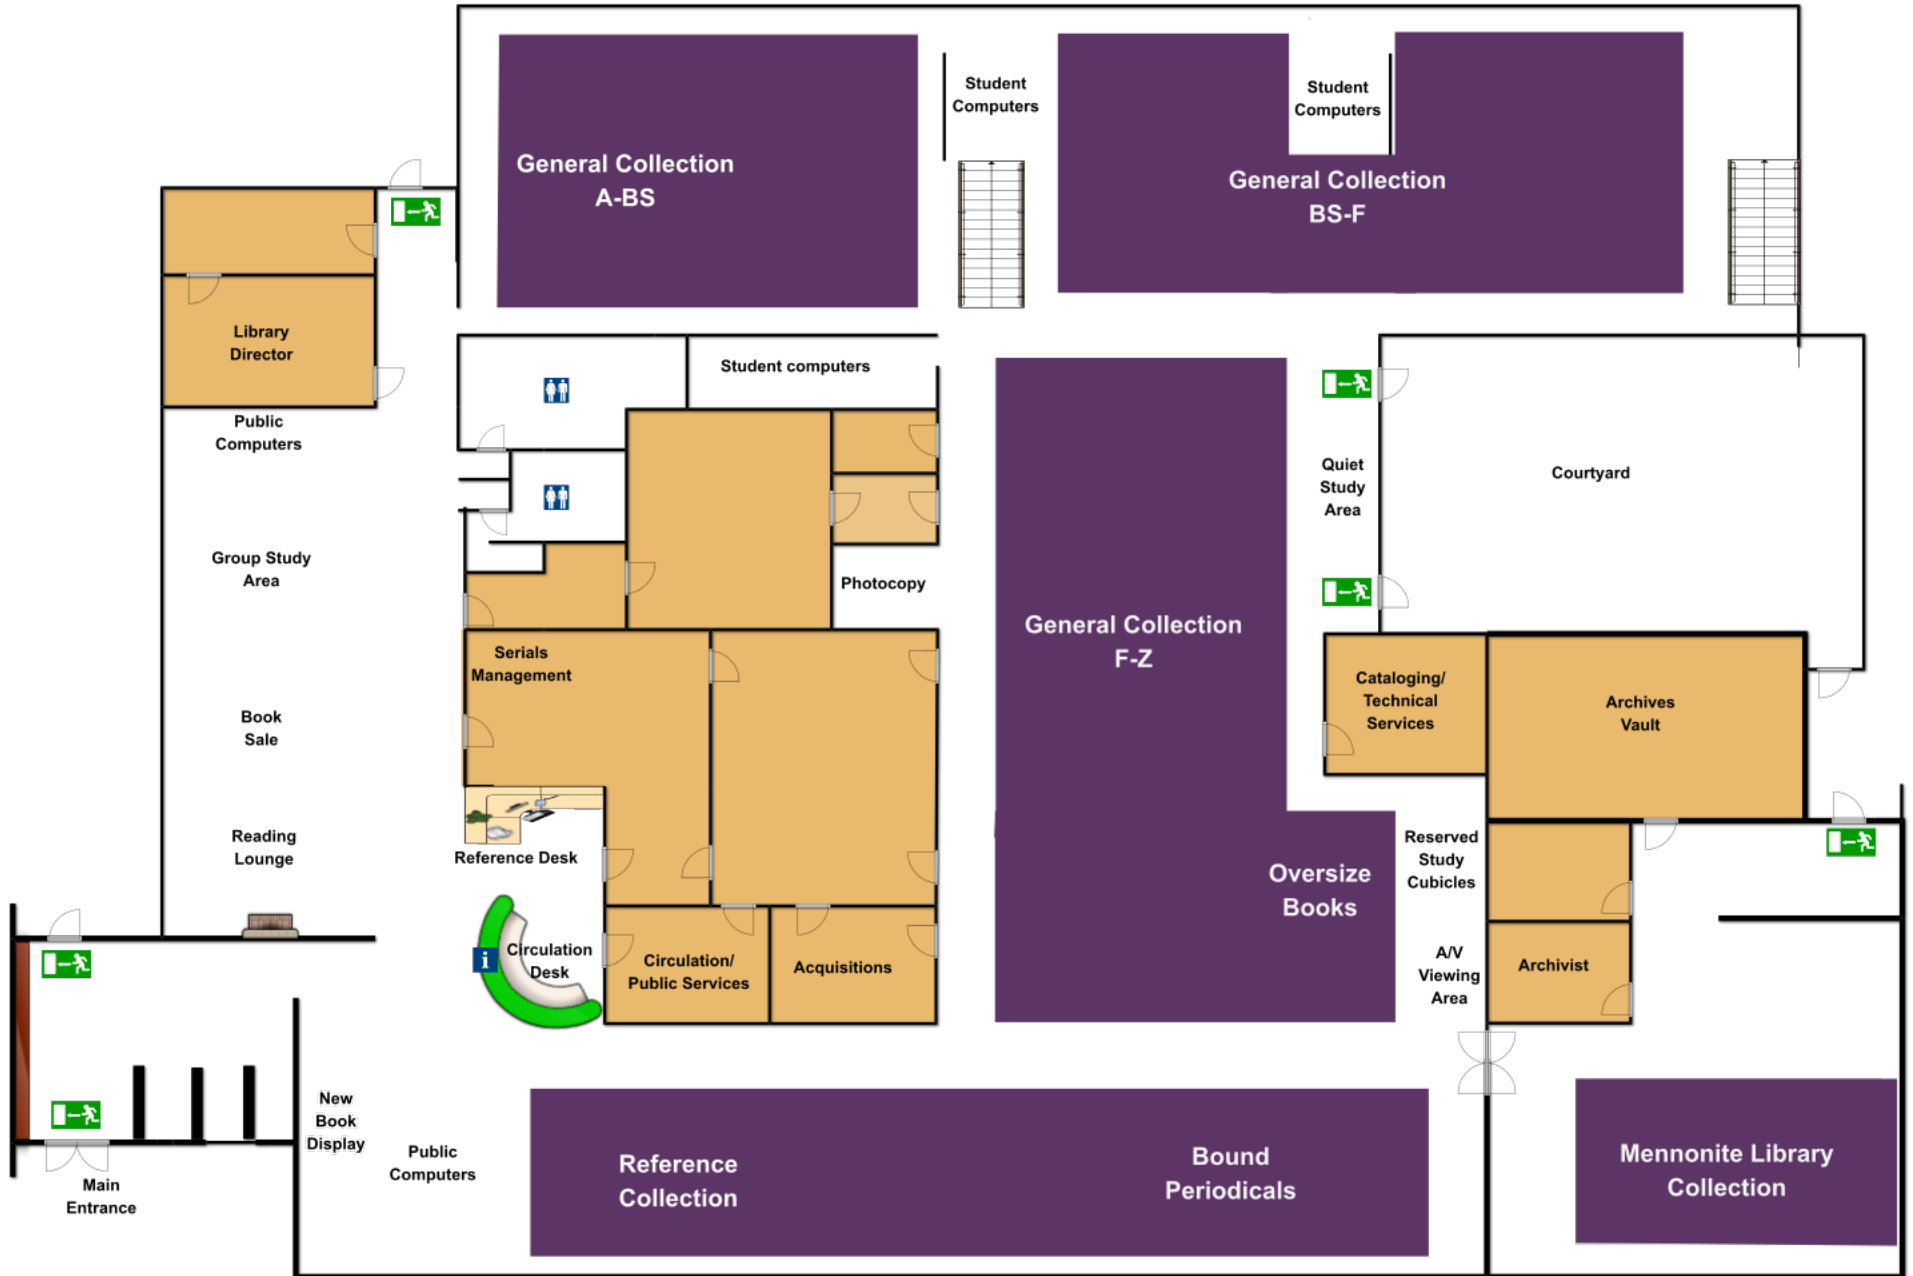 Student
Computers
Student
Computers
General Collection
A-BS
General Collection
BS-F
Library
Director
Student computers
Public
Computers
Quiet
Study
Area
Courtyard
Group Study
Area
Photocopy
General Collection
F-Z
Serials
Management
Cataloging/
Technical
Services
Archives
Vault
Book
Sale
Reading
Lounge
Reference Desk
Reserved
Study
Cubicles
Oversize
Books
Circulation
Desk
i
Circulation/
Public Services
Acquisitions
A/V
Viewing
Area
Archivist
New
Book
Display
Public
Computers
Main
Entrance
Reference
Collection
Bound
Periodicals
Mennonite Library
Collection